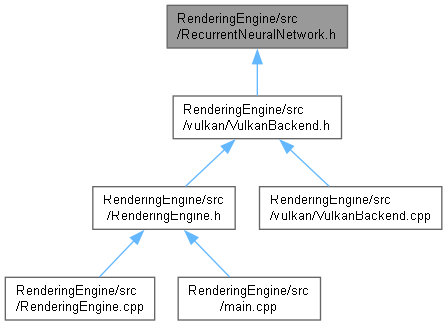 RenderingEngine/src
/RecurrentNeuralNetwork.h
RenderingEngine/src
/vulkan/VulkanBackend.h
RenderingEngine/src
/RenderingEngine.h
RenderingEngine/src
/vulkan/VulkanBackend.cpp
RenderingEngine/src
/RenderingEngine.cpp
RenderingEngine/src
/main.cpp